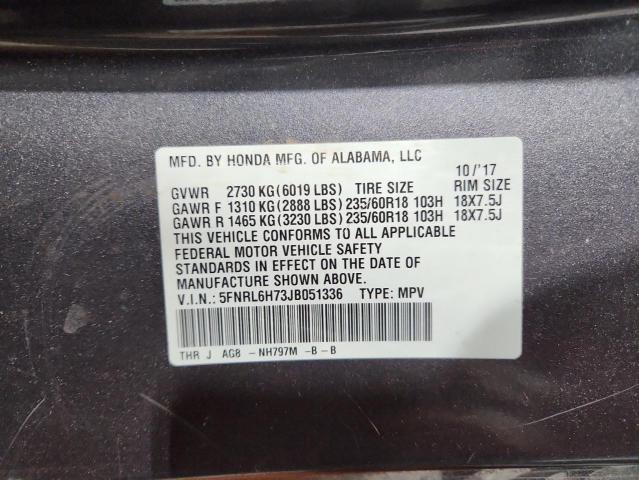 MFD. BY HONDA MFG. OF ALABAMA, LLC
10/'17
GVWR 2730 KG (6019 LBS) TIRE SIZE RIM SIZE
GAWR F 1310 KG (2888 LBS) 235/60R18 103H 18X7.5J
GAWR R 1465 KG (3230 LBS) 235/60R18 103H 18X7.5J
THIS VEHICLE CONFORMS TO ALL APPLICABLE
FEDERAL MOTOR VEHICLE SAFETY
STANDARDS IN EFFECT ON THE DATE OF
MANUFACTURE SHOWN ABOVE.
V.I.N.: 5FNRL6H73JB051336 TYPE: MPV
THR J AG8 -NH797M -B-B